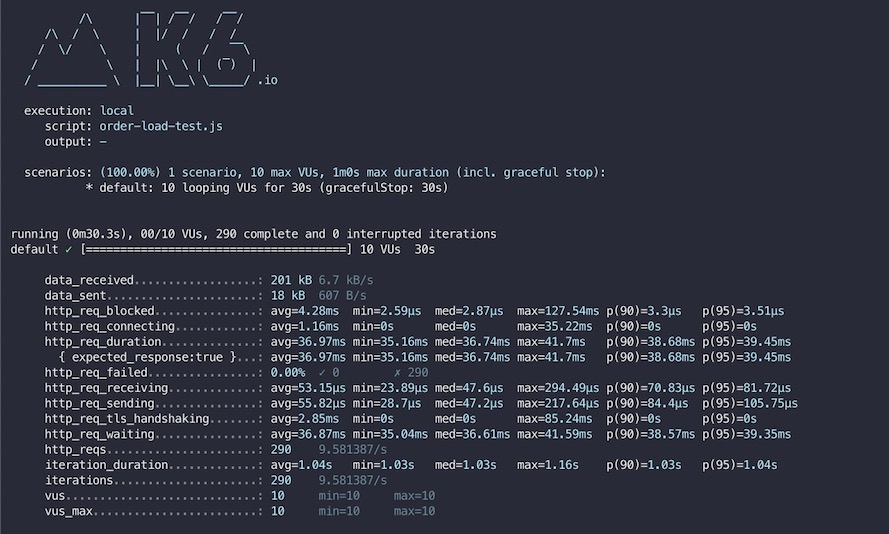 K6 .io
execution: local
script: order-load-test.js
output: -
scenarios: (100.00%) 1 scenario, 10 max VUs, 1m0s max duration (incl. graceful stop):
* default: 10 looping VUs for 30s (gracefulStop: 30s)
running (0m30.3s), 00/10 VUs, 290 complete and 0 interrupted iterations
default ✓ [======================================] 10 VUs  30s
data_received..................: 201 kB 6.7 kB/s
data_sent......................: 18 kB  607 B/s
http_req_blocked...............: avg=4.28ms  min=2.59µs  med=2.87µs  max=127.54ms p(90)=3.3µs   p(95)=3.51µs
http_req_connecting............: avg=1.16ms  min=0s      med=0s      max=35.22ms  p(90)=0s      p(95)=0s
http_req_duration..............: avg=36.97ms min=35.16ms med=36.74ms max=41.7ms   p(90)=38.68ms p(95)=39.45ms
{ expected_response:true }...: avg=36.97ms min=35.16ms med=36.74ms max=41.7ms   p(90)=38.68ms p(95)=39.45ms
http_req_failed................: 0.00%  ✓ 0        ✗ 290
http_req_receiving.............: avg=53.15µs min=23.89µs med=47.6µs  max=294.49µs p(90)=70.83µs p(95)=81.72µs
http_req_sending...............: avg=55.82µs min=28.7µs  med=47.2µs  max=217.64µs p(90)=84.4µs  p(95)=105.75µs
http_req_tls_handshaking.......: avg=2.85ms  min=0s      med=0s      max=85.24ms  p(90)=0s      p(95)=0s
http_req_waiting...............: avg=36.87ms min=35.04ms med=36.61ms max=41.59ms  p(90)=38.57ms p(95)=39.35ms
http_reqs......................: 290    9.581387/s
iteration_duration.............: avg=1.04s   min=1.03s   med=1.03s   max=1.16s    p(90)=1.03s   p(95)=1.04s
iterations.....................: 290    9.581387/s
vus............................: 10     min=10     max=10
vus_max........................: 10     min=10     max=10